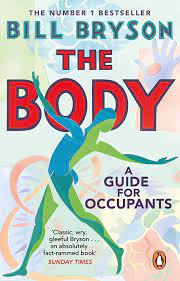 THE NUMBER 1 BESTSELLER
BILL BRYSON
THE
BODY
A
GUIDE FOR
OCCUPANTS
'Classic, wry,
gleeful Bryson . . .
an absolutely
fact-rammed book'
SUNDAY TIMES